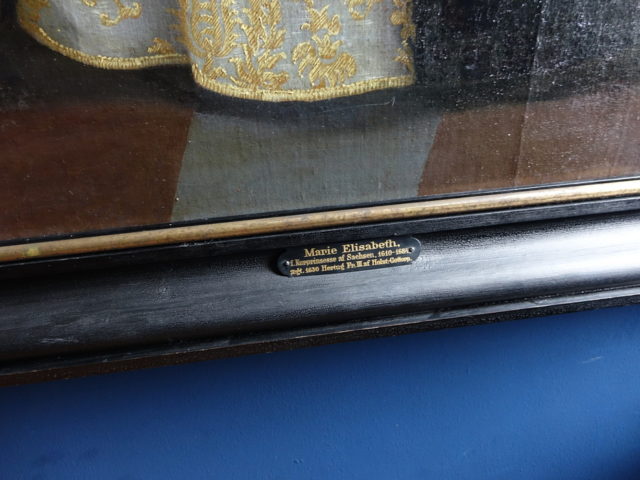 Marie Elisabeth,
f. Kurprinsesse af Sachsen, 1610-1684,
gift. 1630 Hertug Fr. III af Holst. Gottorp.